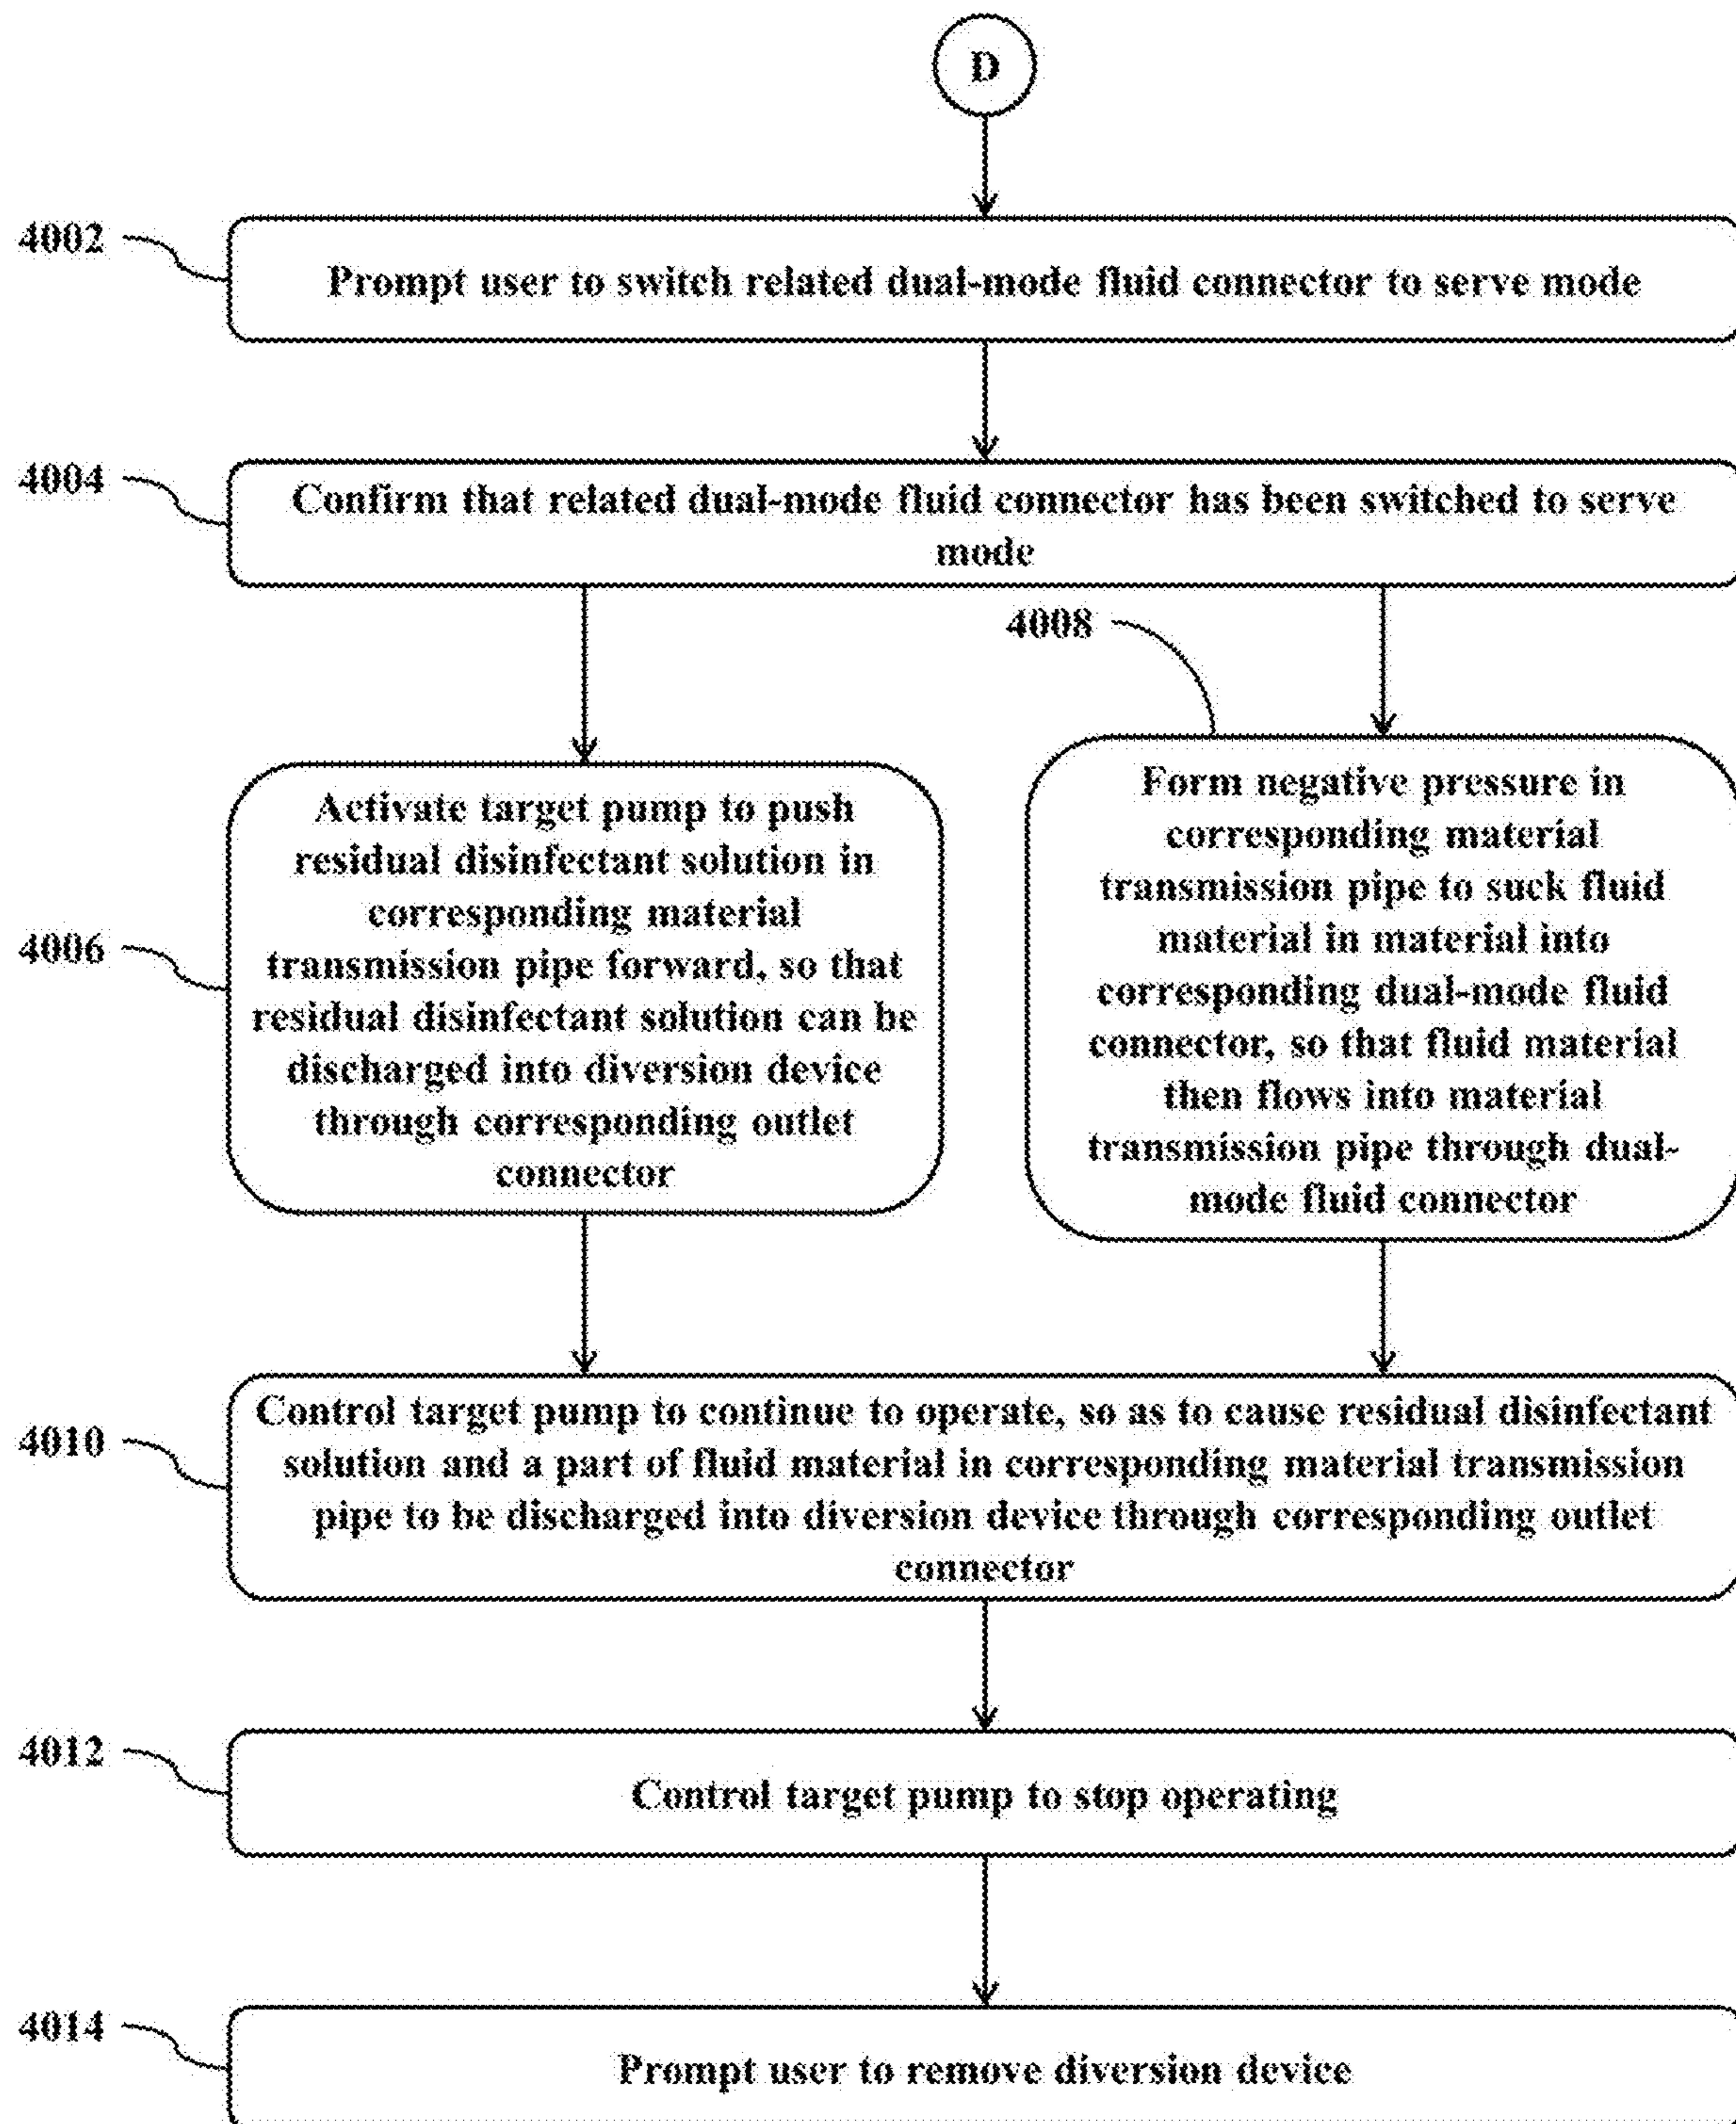 D
4002
Prompt user to switch related dual-mode fluid connector to serve mode
4004
Confirm that related dual-mode fluid connector has been switched to serve
mode
4006
Activate target pump to push
residual disinfectant solution in
corresponding material
transmission pipe forward, so that
residual disinfectant solution can be
discharged into diversion device
through corresponding outlet
connector
4008
Form negative pressure in
corresponding material
transmission pipe to suck fluid
material in material into
corresponding dual-mode fluid
connector, so that fluid material
then flows into material
transmission pipe through dual-
mode fluid connector
4010
Control target pump to continue to operate, so as to cause residual disinfectant
solution and a part of fluid material in corresponding material transmission
pipe to be discharged into diversion device through corresponding outlet
connector
4012
Control target pump to stop operating
4014
Prompt user to remove diversion device